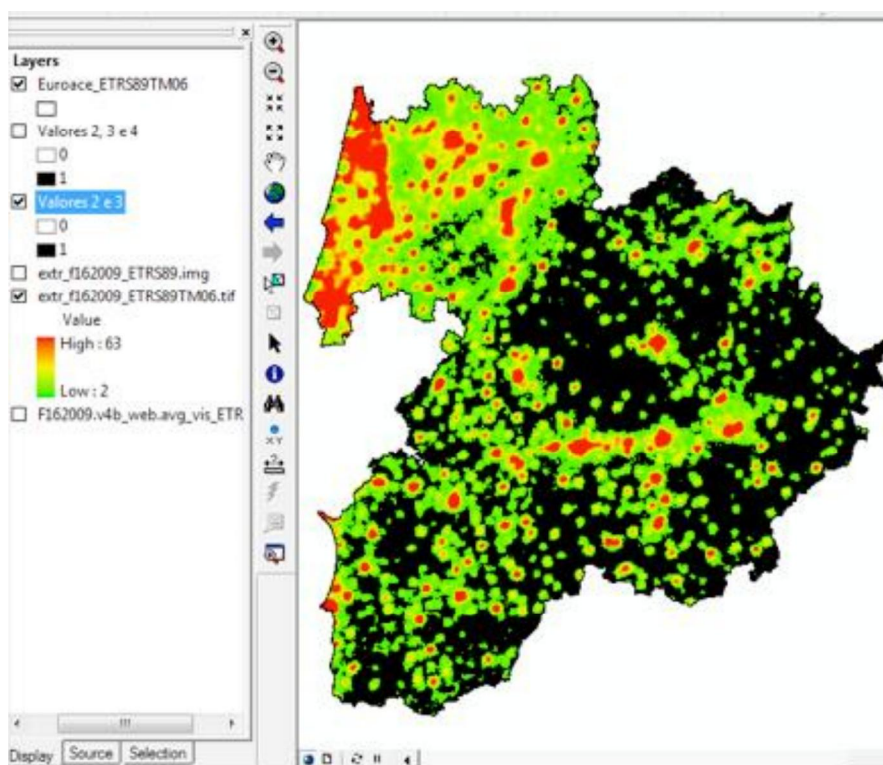 Layers
Euroace_ETRS89TM06
Valores 2, 3 e 4
0
1
Valores 2 e 3
0
1
extr_f162009_ETRS89.img
extr_f162009_ETRS89TM06.tif
Value
High : 63
Low : 2
F162009.v4b_web.avg_vis_ETR
Display Source Selection